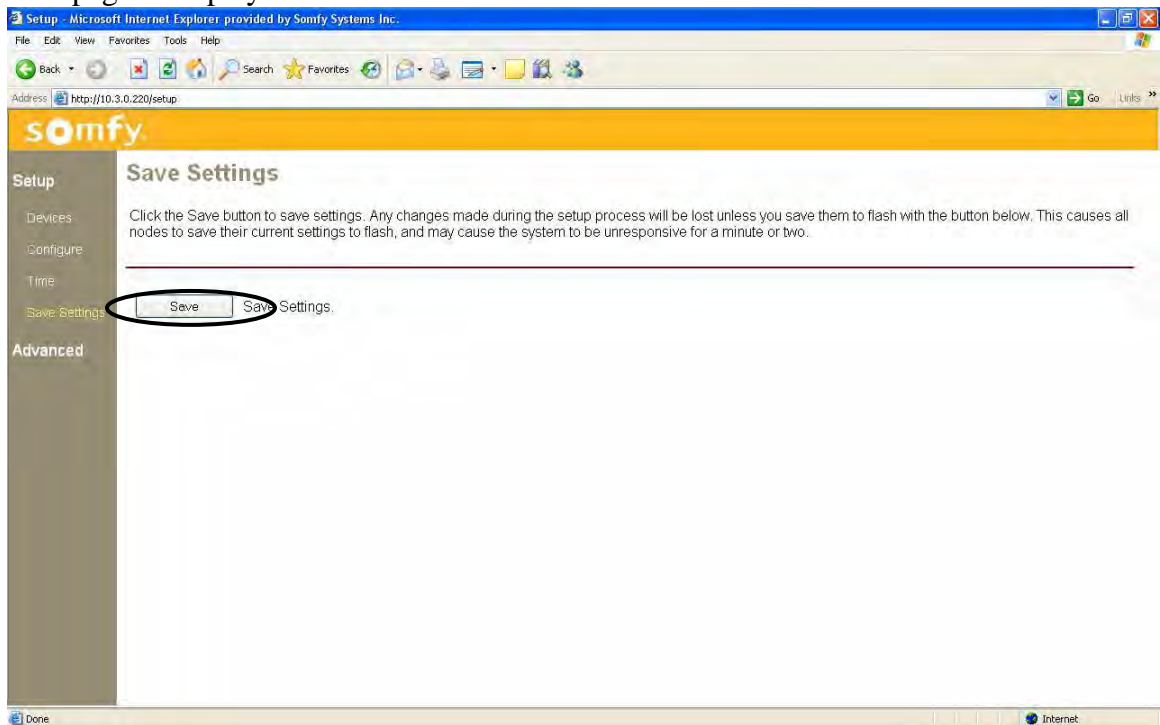 Setup - Microsoft Internet Explorer provided by Somfy Systems Inc.
File Edit View Favorites Tools Help
Back Search Favorites
Address http://10.3.0.220/setup Go Links »
somfy.
Setup
Devices
Configure
Time
Save Settings
Advanced
Save Settings
Click the Save button to save settings. Any changes made during the setup process will be lost unless you save them to flash with the button below. This causes all
nodes to save their current settings to flash, and may cause the system to be unresponsive for a minute or two.
Save Save Settings.
Done Internet